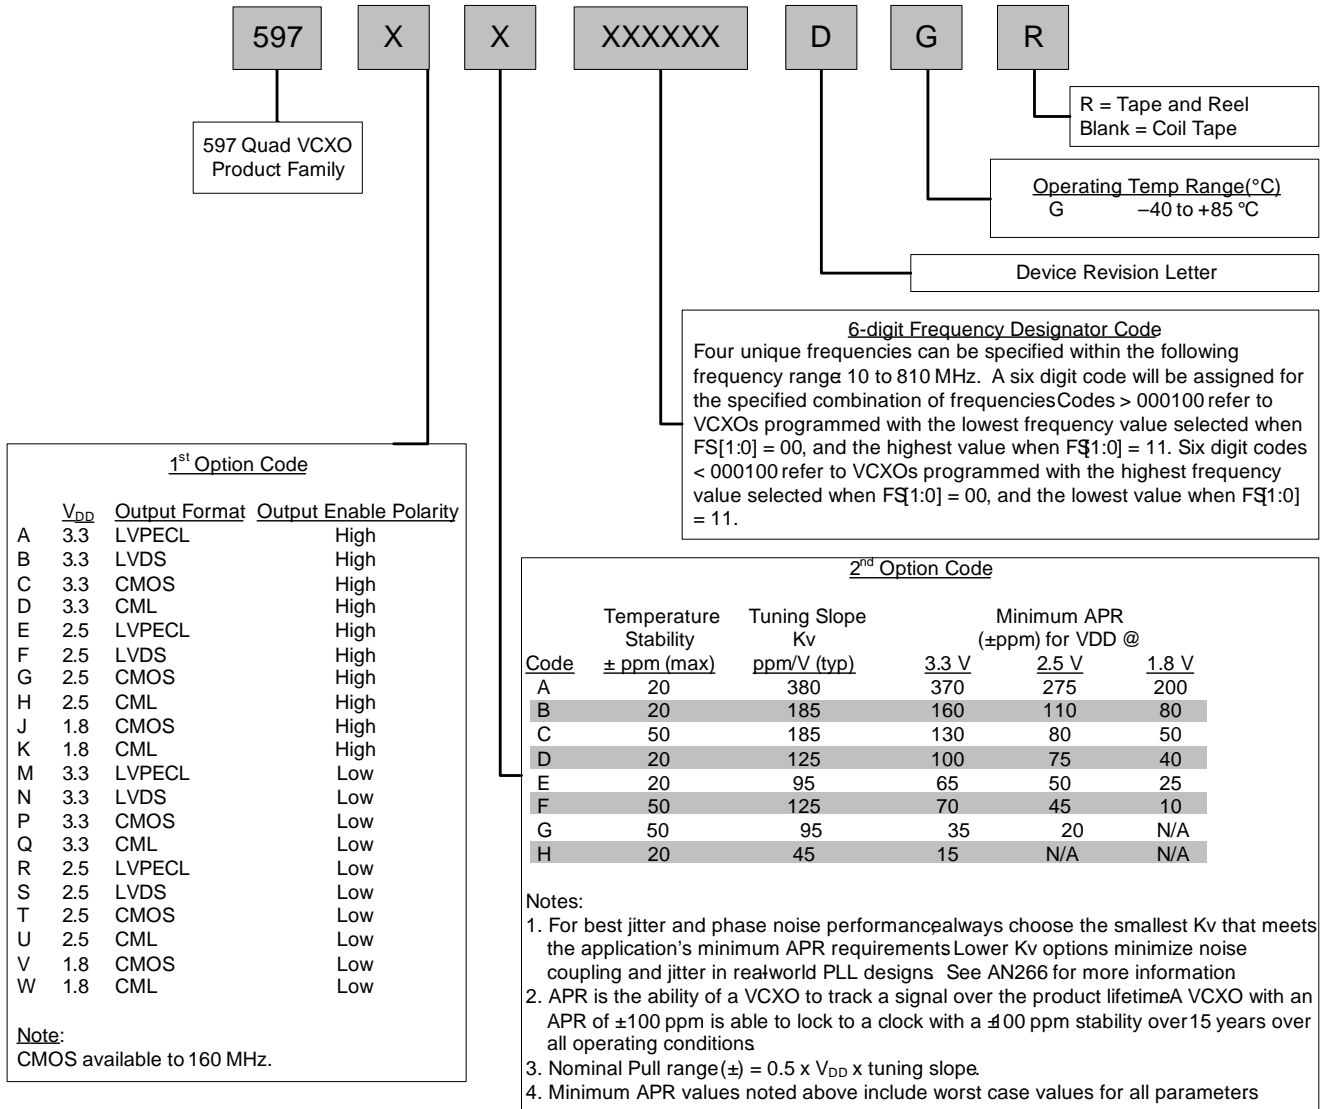 597 X X XXXXXX D G R
R = Tape and Reel
Blank = Coil Tape
597 Quad VCXO
Product Family
Operating Temp Range(°C)
G –40 to +85 °C
Device Revision Letter
6-digit Frequency Designator Code
Four unique frequencies can be specified within the following
frequency range: 10 to 810 MHz. A six digit code will be assigned for
the specified combination of frequencies. Codes > 000100 refer to
VCXOs programmed with the lowest frequency value selected when
FS[1:0] = 00, and the highest value when FS[1:0] = 11. Six digit codes
< 000100 refer to VCXOs programmed with the highest frequency
value selected when FS[1:0] = 00, and the lowest value when FS[1:0]
= 11.
1st Option Code
VDD Output Format Output Enable Polarity
A 3.3 LVPECL High
B 3.3 LVDS High
C 3.3 CMOS High
D 3.3 CML High
E 2.5 LVPECL High
F 2.5 LVDS High
G 2.5 CMOS High
H 2.5 CML High
J 1.8 CMOS High
K 1.8 CML High
M 3.3 LVPECL Low
N 3.3 LVDS Low
P 3.3 CMOS Low
Q 3.3 CML Low
R 2.5 LVPECL Low
S 2.5 LVDS Low
T 2.5 CMOS Low
U 2.5 CML Low
V 1.8 CMOS Low
W 1.8 CML Low
Note:
CMOS available to 160 MHz.
2nd Option Code
Temperature Tuning Slope Minimum APR
Stability Kv (±ppm) for VDD @
Code ± ppm (max) ppm/V (typ) 3.3 V 2.5 V 1.8 V
A 20 380 370 275 200
B 20 185 160 110 80
C 50 185 130 80 50
D 20 125 100 75 40
E 20 95 65 50 25
F 50 125 70 45 10
G 50 95 35 20 N/A
H 20 45 15 N/A N/A
Notes:
1. For best jitter and phase noise performance, always choose the smallest Kv that meets
the application's minimum APR requirements. Lower Kv options minimize noise
coupling and jitter in real-world PLL designs. See AN266 for more information.
2. APR is the ability of a VCXO to track a signal over the product lifetime. A VCXO with an
APR of ±100 ppm is able to lock to a clock with a ±100 ppm stability over 15 years over
all operating conditions.
3. Nominal Pull range (±) = 0.5 x VDD x tuning slope.
4. Minimum APR values noted above include worst case values for all parameters.